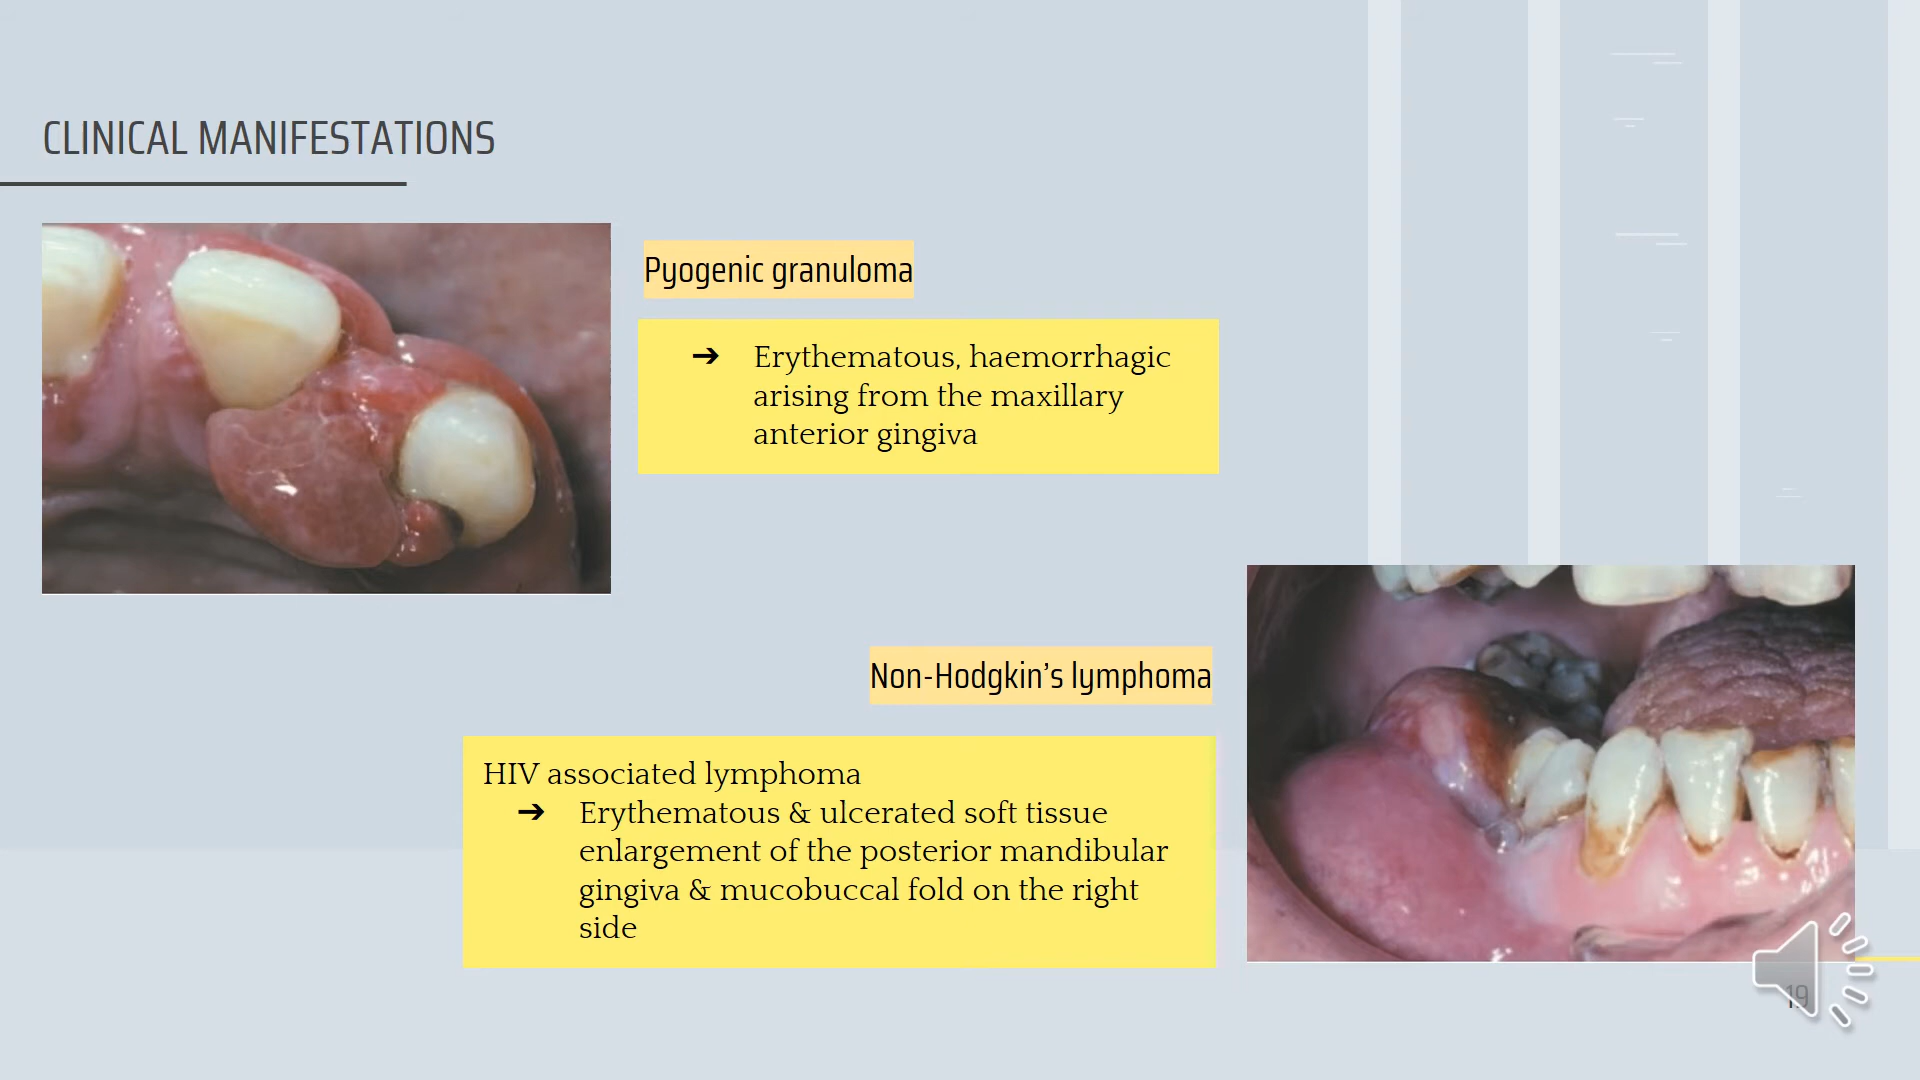 CLINICAL MANIFESTATIONS
Pyogenic granuloma
➔ Erythematous, haemorrhagic
arising from the maxillary
anterior gingiva
Non-Hodgkin’s lymphoma
HIV associated lymphoma
➔ Erythematous & ulcerated soft tissue
enlargement of the posterior mandibular
gingiva & mucobuccal fold on the right
side
19